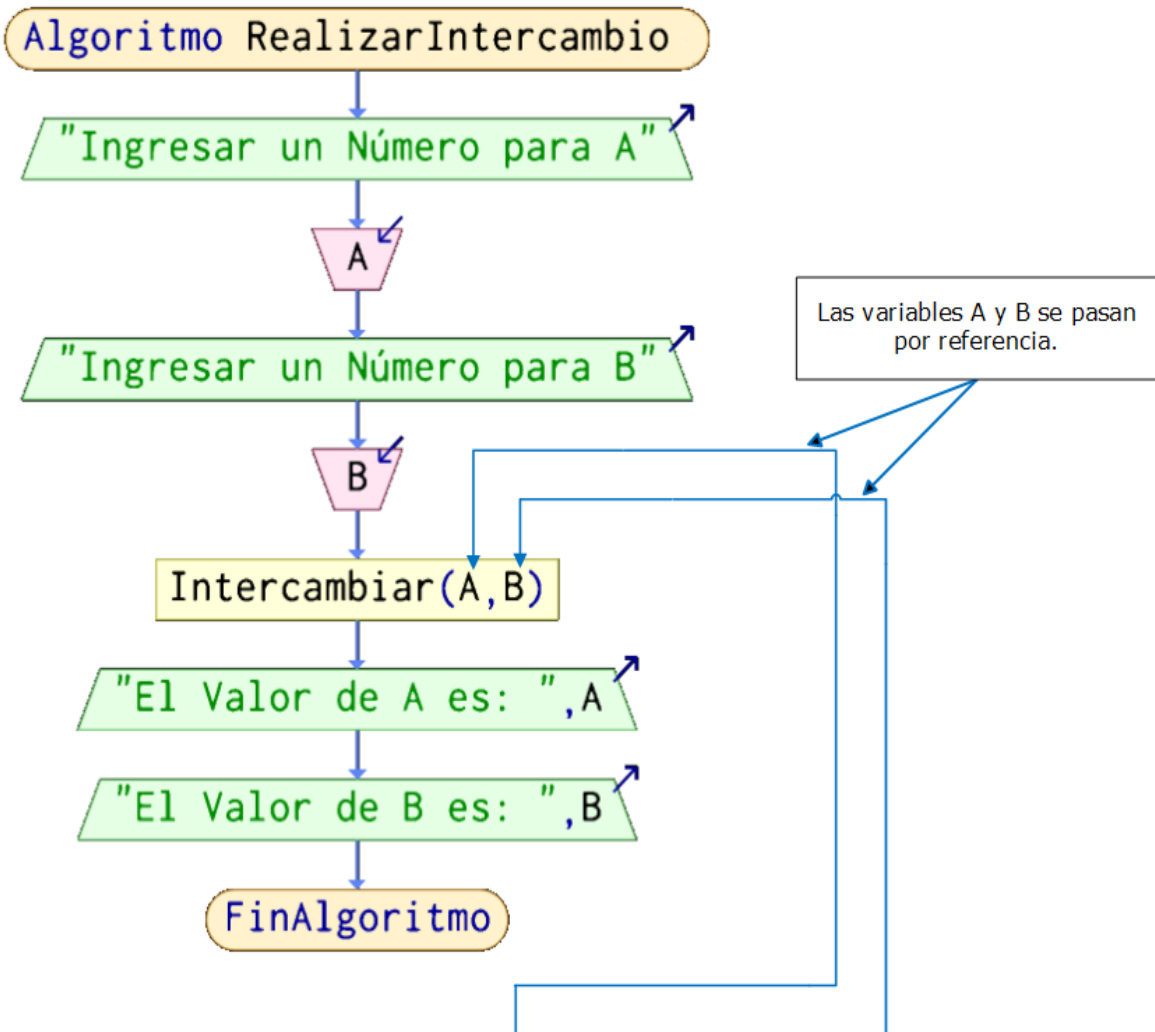 Algoritmo RealizarIntercambio
"Ingresar un Número para A"
A
"Ingresar un Número para B"
B
Las variables A y B se pasan
por referencia.
Intercambiar(A,B)
"El Valor de A es: ",A
"El Valor de B es: ",B
FinAlgoritmo